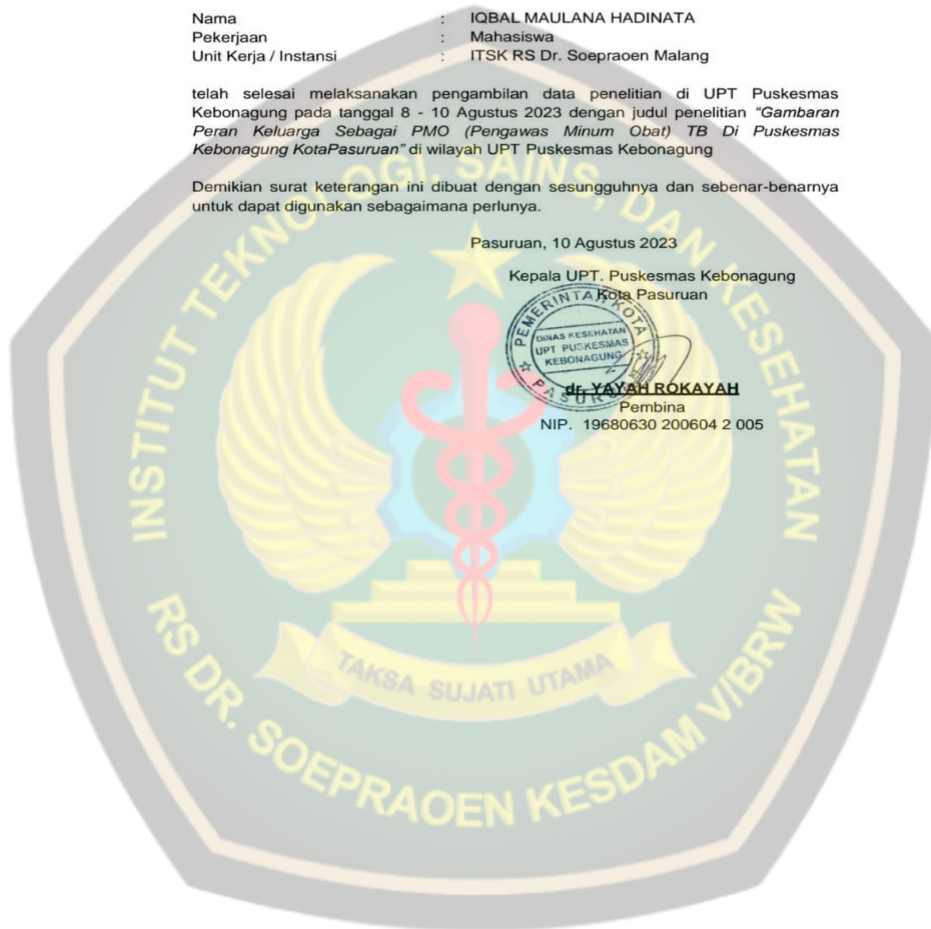 Nama : IQBAL MAULANA HADINATA
Pekerjaan : Mahasiswa
Unit Kerja / Instansi : ITSK RS Dr. Soepraoen Malang
telah selesai melaksanakan pengambilan data penelitian di UPT Puskesmas
Kebonagung pada tanggal 8 - 10 Agustus 2023 dengan judul penelitian "Gambaran
Peran Keluarga Sebagai PMO (Pengawas Minum Obat) TB Di Puskesmas
Kebonagung KotaPasuruan" di wilayah UPT Puskesmas Kebonagung
Demikian surat keterangan ini dibuat dengan sesungguhnya dan sebenar-benarnya
untuk dapat digunakan sebagaimana perlunya.
Pasuruan, 10 Agustus 2023
Kepala UPT. Puskesmas Kebonagung
Kota Pasuruan
PEMERINTAH KOTA
DINAS KESEHATAN
UPT PUSKESMAS
KEBONAGUNG
PASURUAN
dr. YAYAH ROKAYAH
Pembina
NIP. 19680630 200604 2 005
INSTITUT TEKNOLOGI, SAINS, DAN KESEHATAN
TAKSA SUJATI UTAMA
RS DR. SOEPRAOEN KESDAM V/BRW